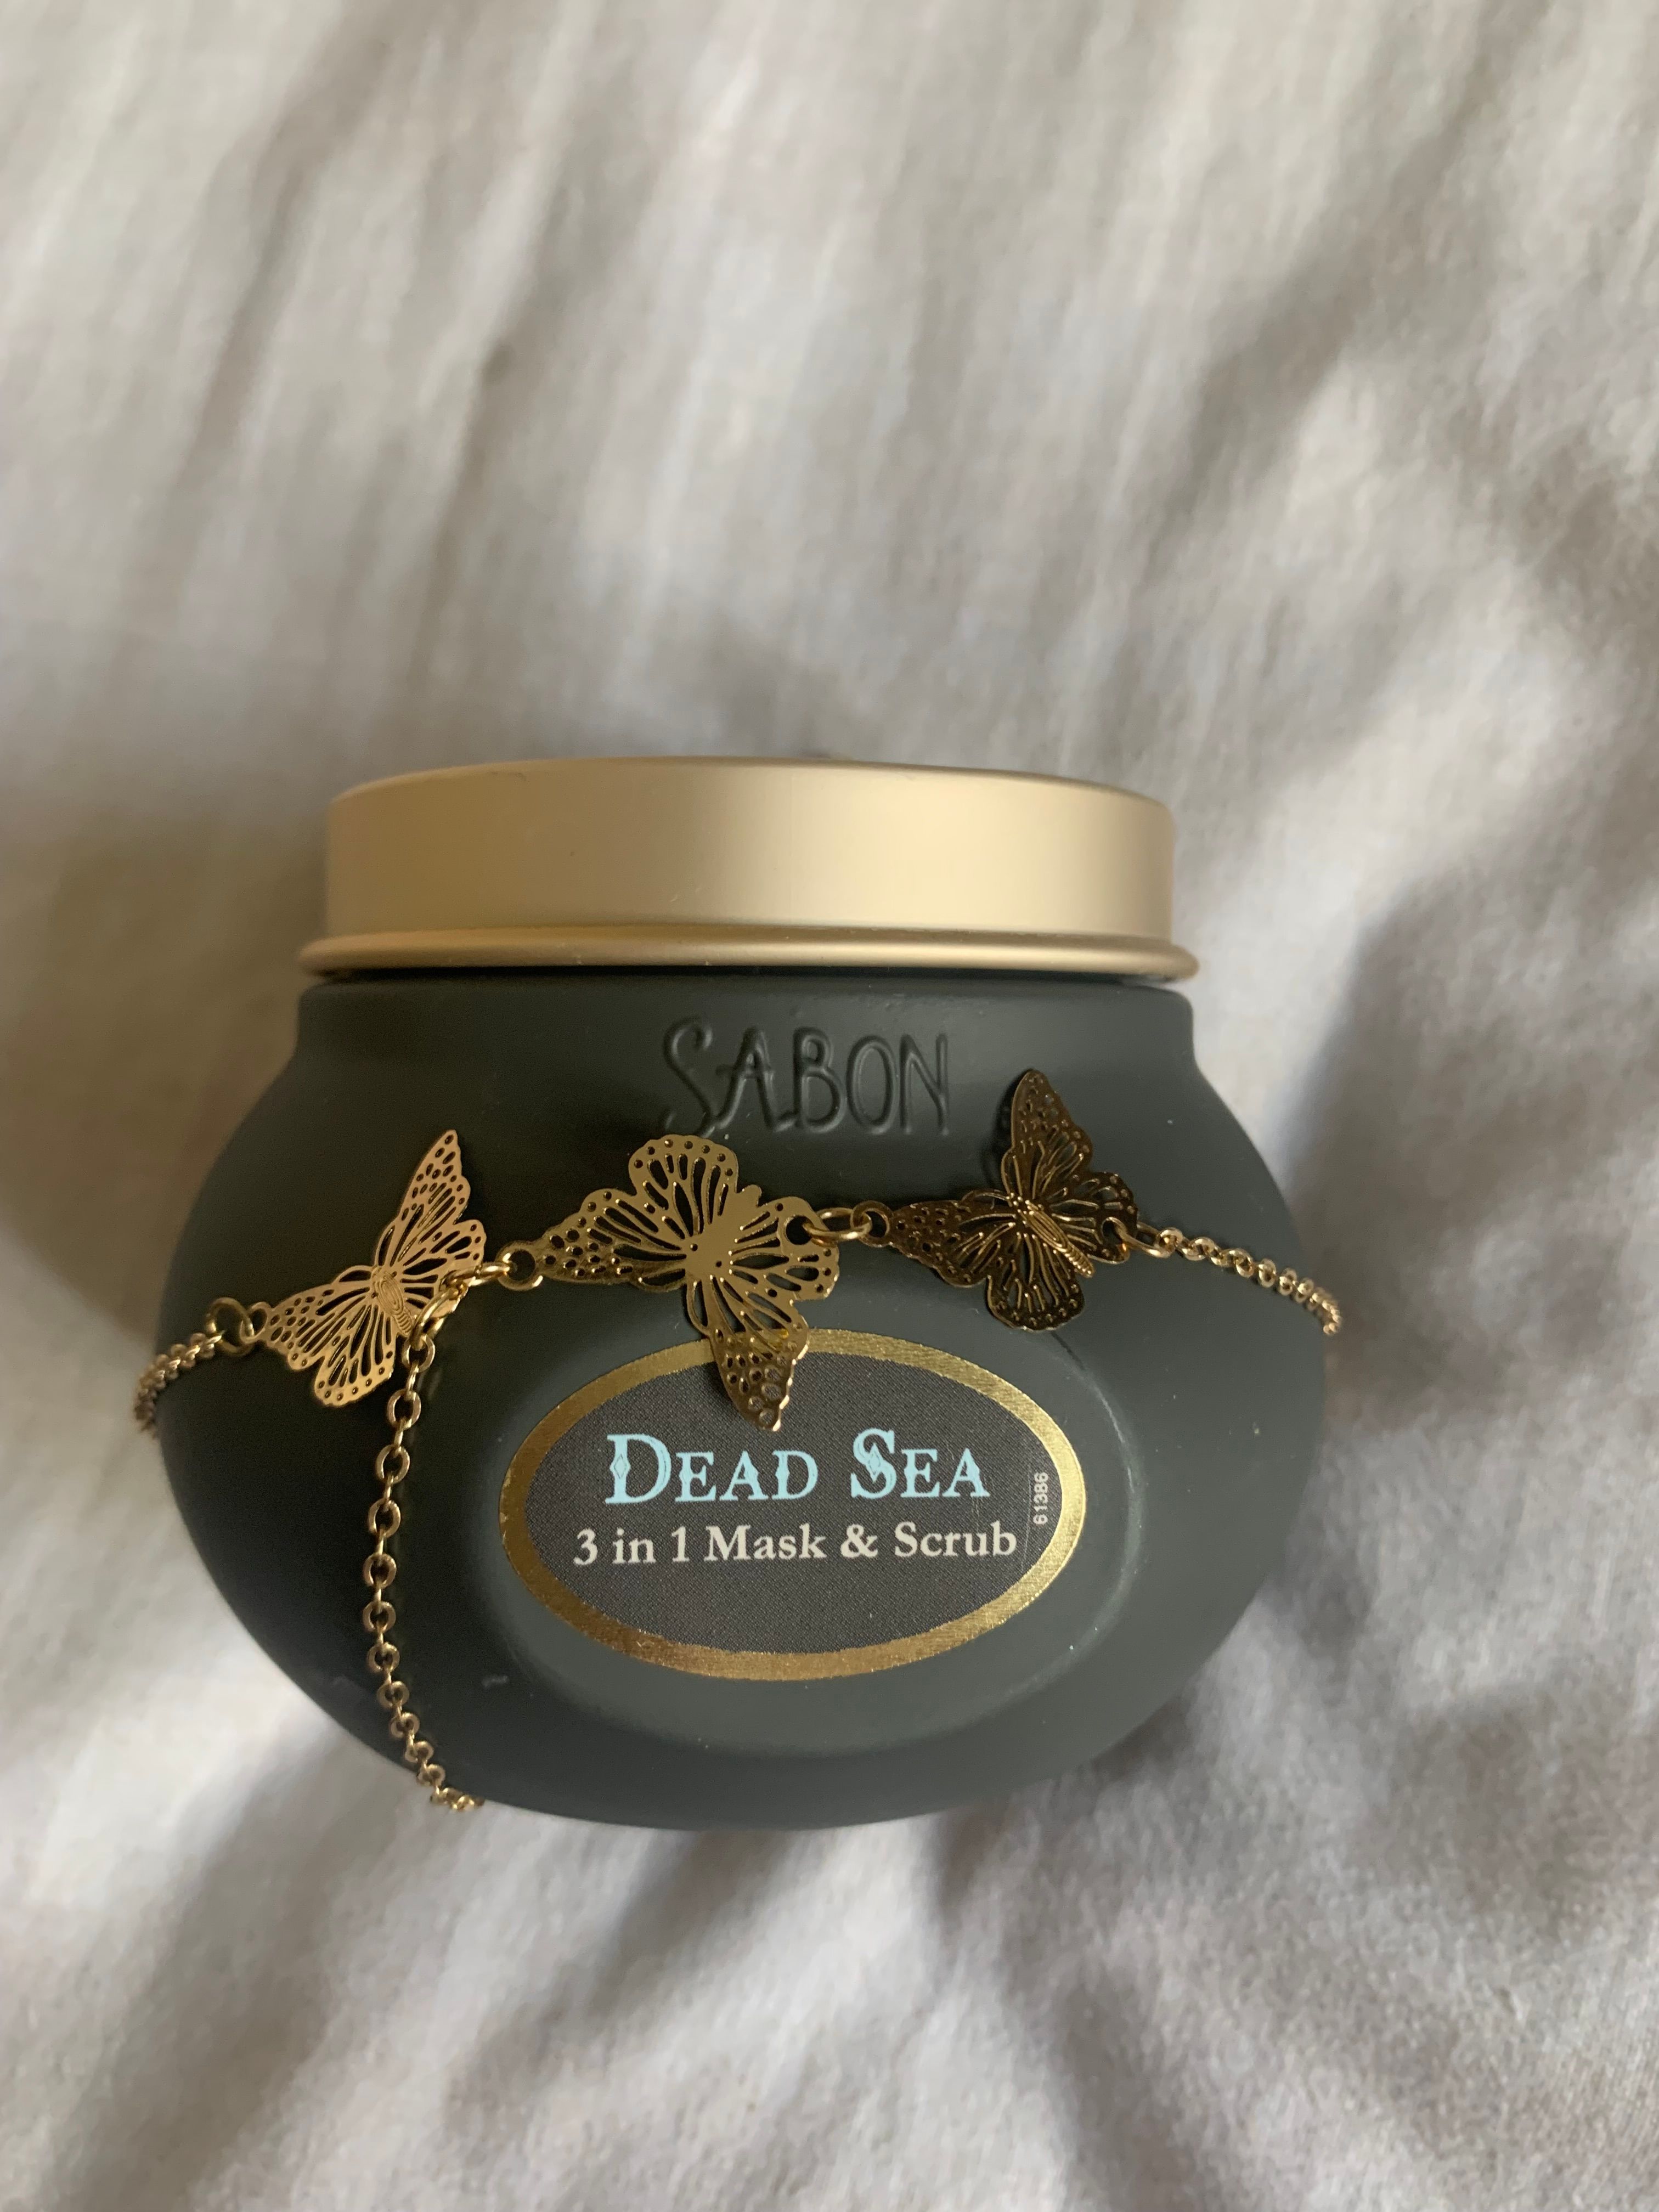 SABON
DEAD SEA
3 in 1 Mask & Scrub
61386